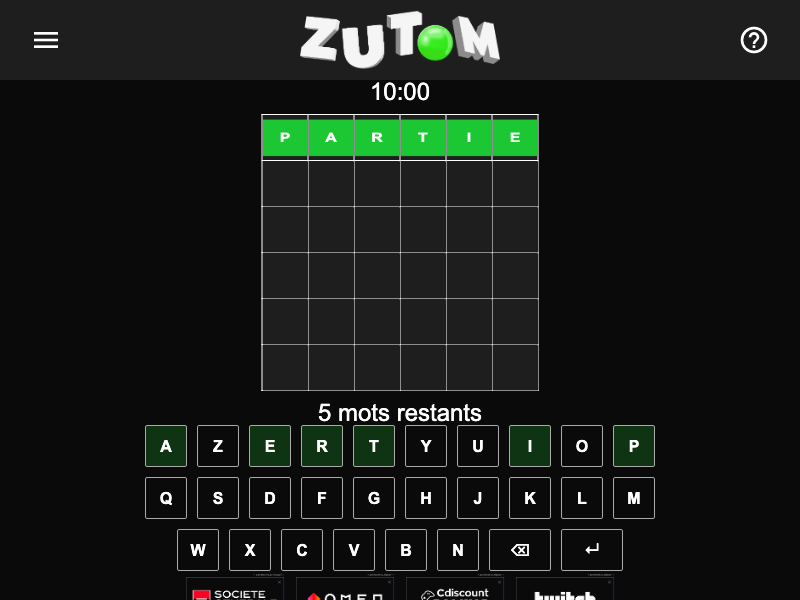 ZUTOM
10:00
P A R T I E
5 mots restants
A Z E R T Y U I O P
Q S D F G H J K L M
W X C V B N
SOCIETE OMEN Cdiscount twitch